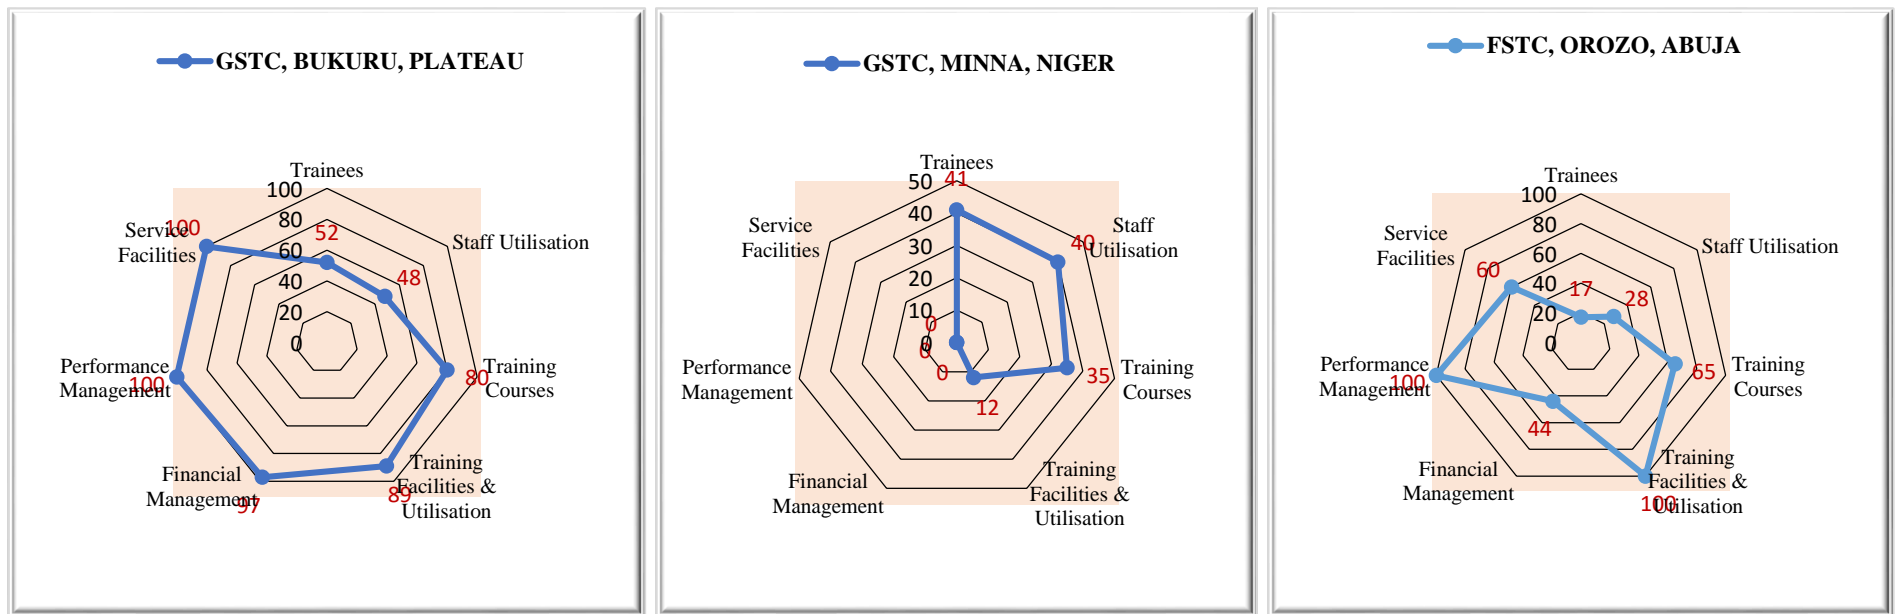 GSTC, BUKURU, PLATEAU
Trainees
100
80
60
40
20
0
52
Staff Utilisation
48
Training
Courses
80
Training
Facilities &
Utilisation
89
Financial
Management
97
Performance
Management
100
Service
Facilities
100
GSTC, MINNA, NIGER
Trainees
50
40
30
20
10
0
41
Staff
Utilisation
40
Training
Courses
35
Training
Facilities &
Utilisation
12
Financial
Management
0
Performance
Management
0
Service
Facilities
0
FSTC, OROZO, ABUJA
Trainees
100
80
60
40
20
0
17
Staff Utilisation
28
Training
Courses
65
Training
Facilities &
Utilisation
100
Financial
Management
44
Performance
Management
100
Service
Facilities
60